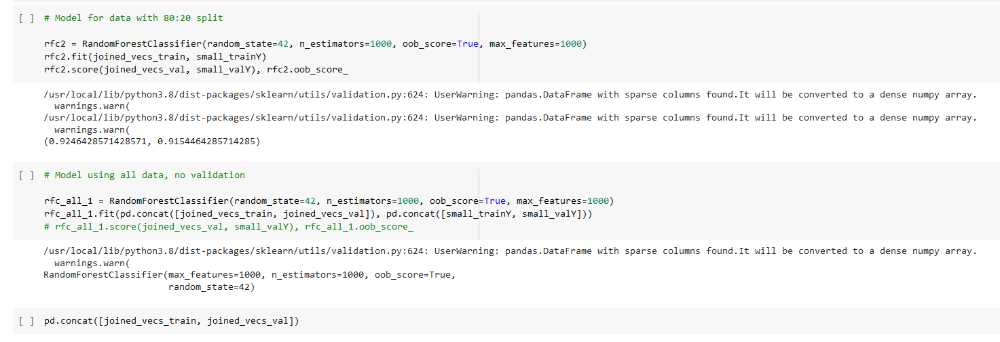 [ ] # Model for data with 80:20 split
rfc2 = RandomForestClassifier(random_state=42, n_estimators=1000, oob_score=True, max_features=1000)
rfc2.fit(joined_vecs_train, small_trainY)
rfc2.score(joined_vecs_val, small_valY), rfc2.oob_score_
/usr/local/lib/python3.8/dist-packages/sklearn/utils/validation.py:624: UserWarning: pandas.DataFrame with sparse columns found.It will be converted to a dense numpy array.
  warnings.warn(
/usr/local/lib/python3.8/dist-packages/sklearn/utils/validation.py:624: UserWarning: pandas.DataFrame with sparse columns found.It will be converted to a dense numpy array.
  warnings.warn(
(0.9246428571428571, 0.9154464285714285)
[ ] # Model using all data, no validation
rfc_all_1 = RandomForestClassifier(random_state=42, n_estimators=1000, oob_score=True, max_features=1000)
rfc_all_1.fit(pd.concat([joined_vecs_train, joined_vecs_val]), pd.concat([small_trainY, small_valY]))
# rfc_all_1.score(joined_vecs_val, small_valY), rfc_all_1.oob_score_
/usr/local/lib/python3.8/dist-packages/sklearn/utils/validation.py:624: UserWarning: pandas.DataFrame with sparse columns found.It will be converted to a dense numpy array.
  warnings.warn(
RandomForestClassifier(max_features=1000, n_estimators=1000, oob_score=True,
                       random_state=42)
[ ] pd.concat([joined_vecs_train, joined_vecs_val])